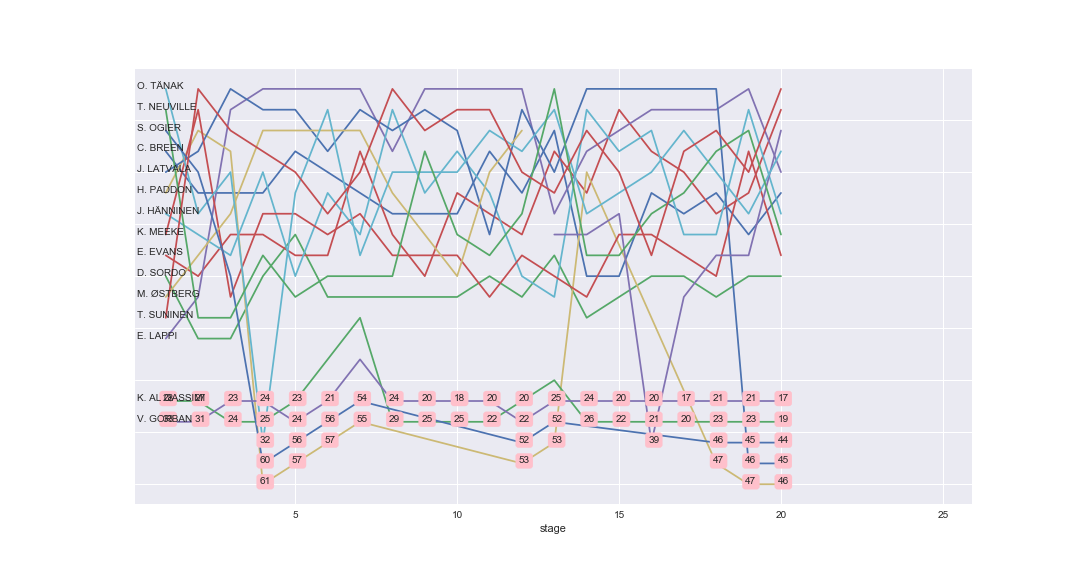 O. TÄNAK
T. NEUVILLE
S. OGIER
C. BREEN
J. LATVALA
H. PADDON
J. HÄNNINEN
K. MEEKE
E. EVANS
D. SORDO
M. ØSTBERG
T. SUNINEN
E. LAPPI
K. AL QASSIMI 23 24 23 21 54 24 20 18 20 20 25 24 20 20 17 21 21 17
V. GORBAN 31 24 25 24 56 55 29 25 25 22 22 52 26 22 21 20 23 23 19
32 56 57 52 53 39 46 45 44
60 57 53 47 46 45
61 47 46
5 10 15 20 25
stage